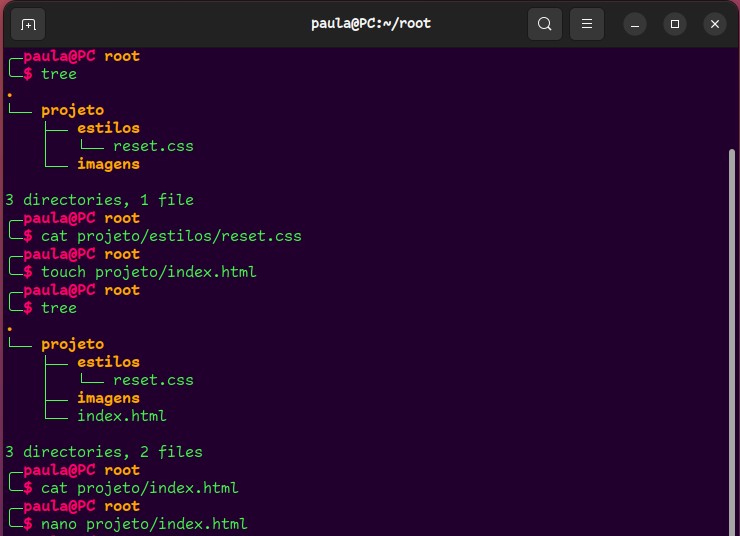 paula@PC:~/root
paula@PC root
$ tree
.
projeto
estilos
reset.css
imagens
3 directories, 1 file
paula@PC root
$ cat projeto/estilos/reset.css
paula@PC root
$ touch projeto/index.html
paula@PC root
$ tree
.
projeto
estilos
reset.css
imagens
index.html
3 directories, 2 files
paula@PC root
$ cat projeto/index.html
paula@PC root
$ nano projeto/index.html